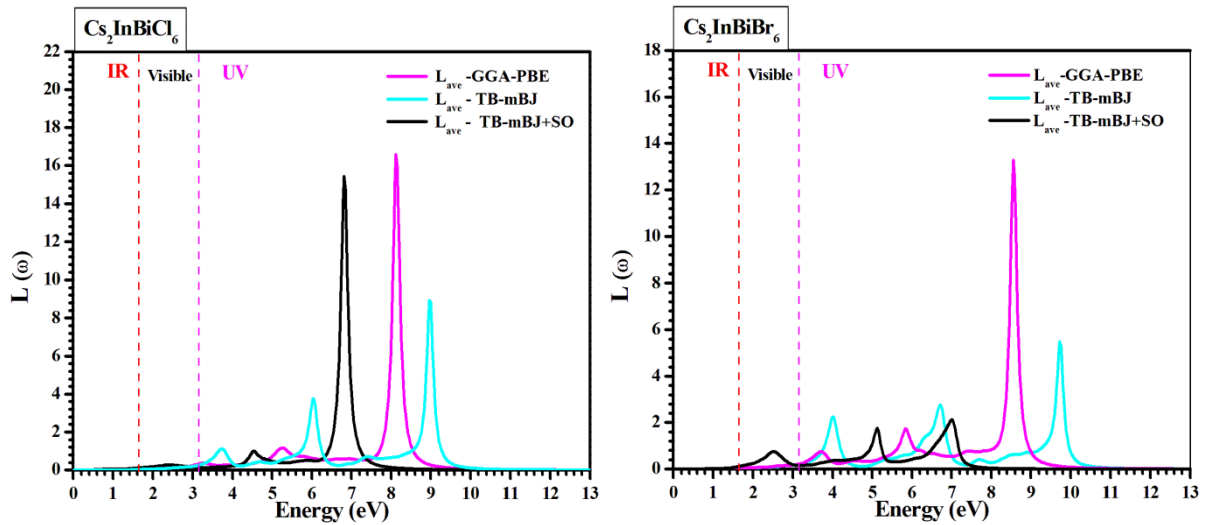 Cs₂InBiCl₆
22
20
18
16
14
12
10
8
6
4
2
0
L (ω)
IR Visible UV
Lₐᵥₑ -GGA-PBE
Lₐᵥₑ - TB-mBJ
Lₐᵥₑ - TB-mBJ+SO
0 1 2 3 4 5 6 7 8 9 10 11 12 13
Energy (eV)
Cs₂InBiBr₆
18
16
14
12
10
8
6
4
2
0
L (ω)
IR Visible UV
Lₐᵥₑ -GGA-PBE
Lₐᵥₑ -TB-mBJ
Lₐᵥₑ -TB-mBJ+SO
0 1 2 3 4 5 6 7 8 9 10 11 12 13
Energy (eV)